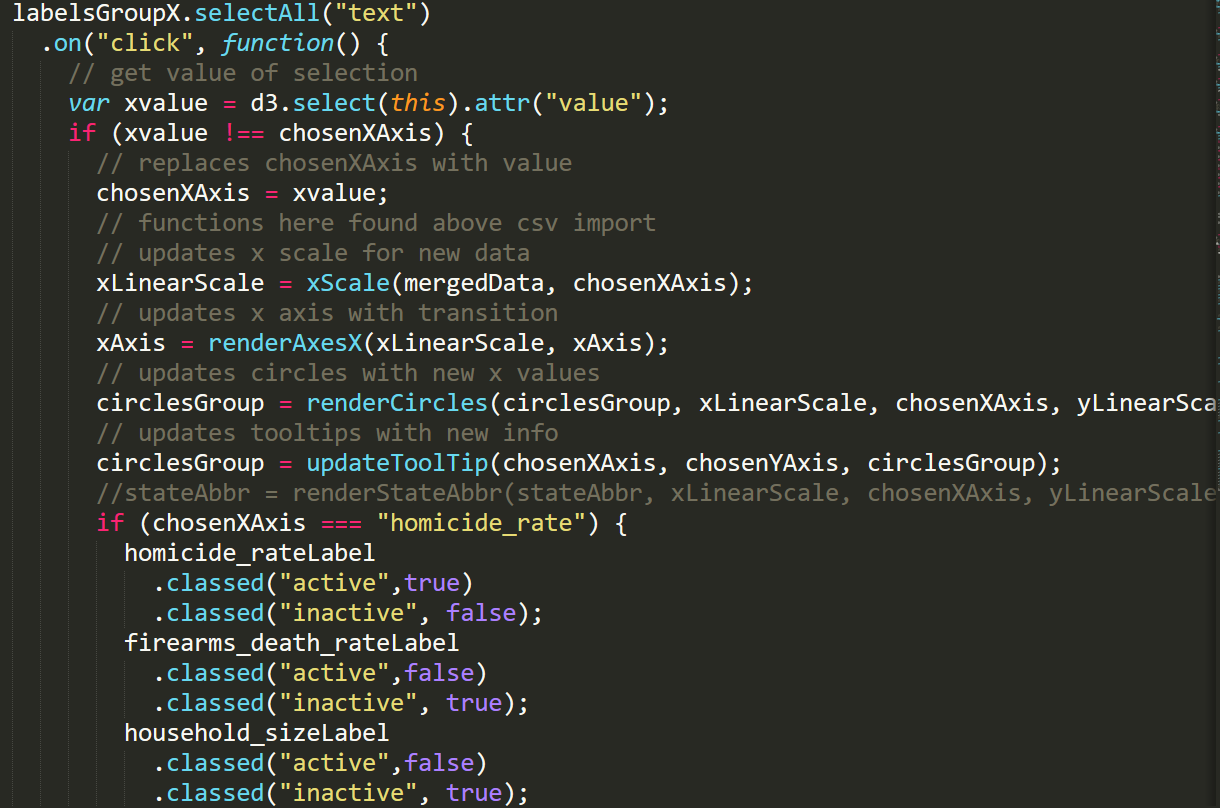 labelsGroupX.selectAll("text")
.on("click", function() {
// get value of selection
var xvalue = d3.select(this).attr("value");
if (xvalue !== chosenXAxis) {
// replaces chosenXAxis with value
chosenXAxis = xvalue;
// functions here found above csv import
// updates x scale for new data
xLinearScale = xScale(mergedData, chosenXAxis);
// updates x axis with transition
xAxis = renderAxesX(xLinearScale, xAxis);
// updates circles with new x values
circlesGroup = renderCircles(circlesGroup, xLinearScale, chosenXAxis, yLinearSca
// updates tooltips with new info
circlesGroup = updateToolTip(chosenXAxis, chosenYAxis, circlesGroup);
//stateAbbr = renderStateAbbr(stateAbbr, xLinearScale, chosenXAxis, yLinearScale
if (chosenXAxis === "homicide_rate") {
homicide_rateLabel
.classed("active",true)
.classed("inactive", false);
firearms_death_rateLabel
.classed("active",false)
.classed("inactive", true);
household_sizeLabel
.classed("active",false)
.classed("inactive", true);